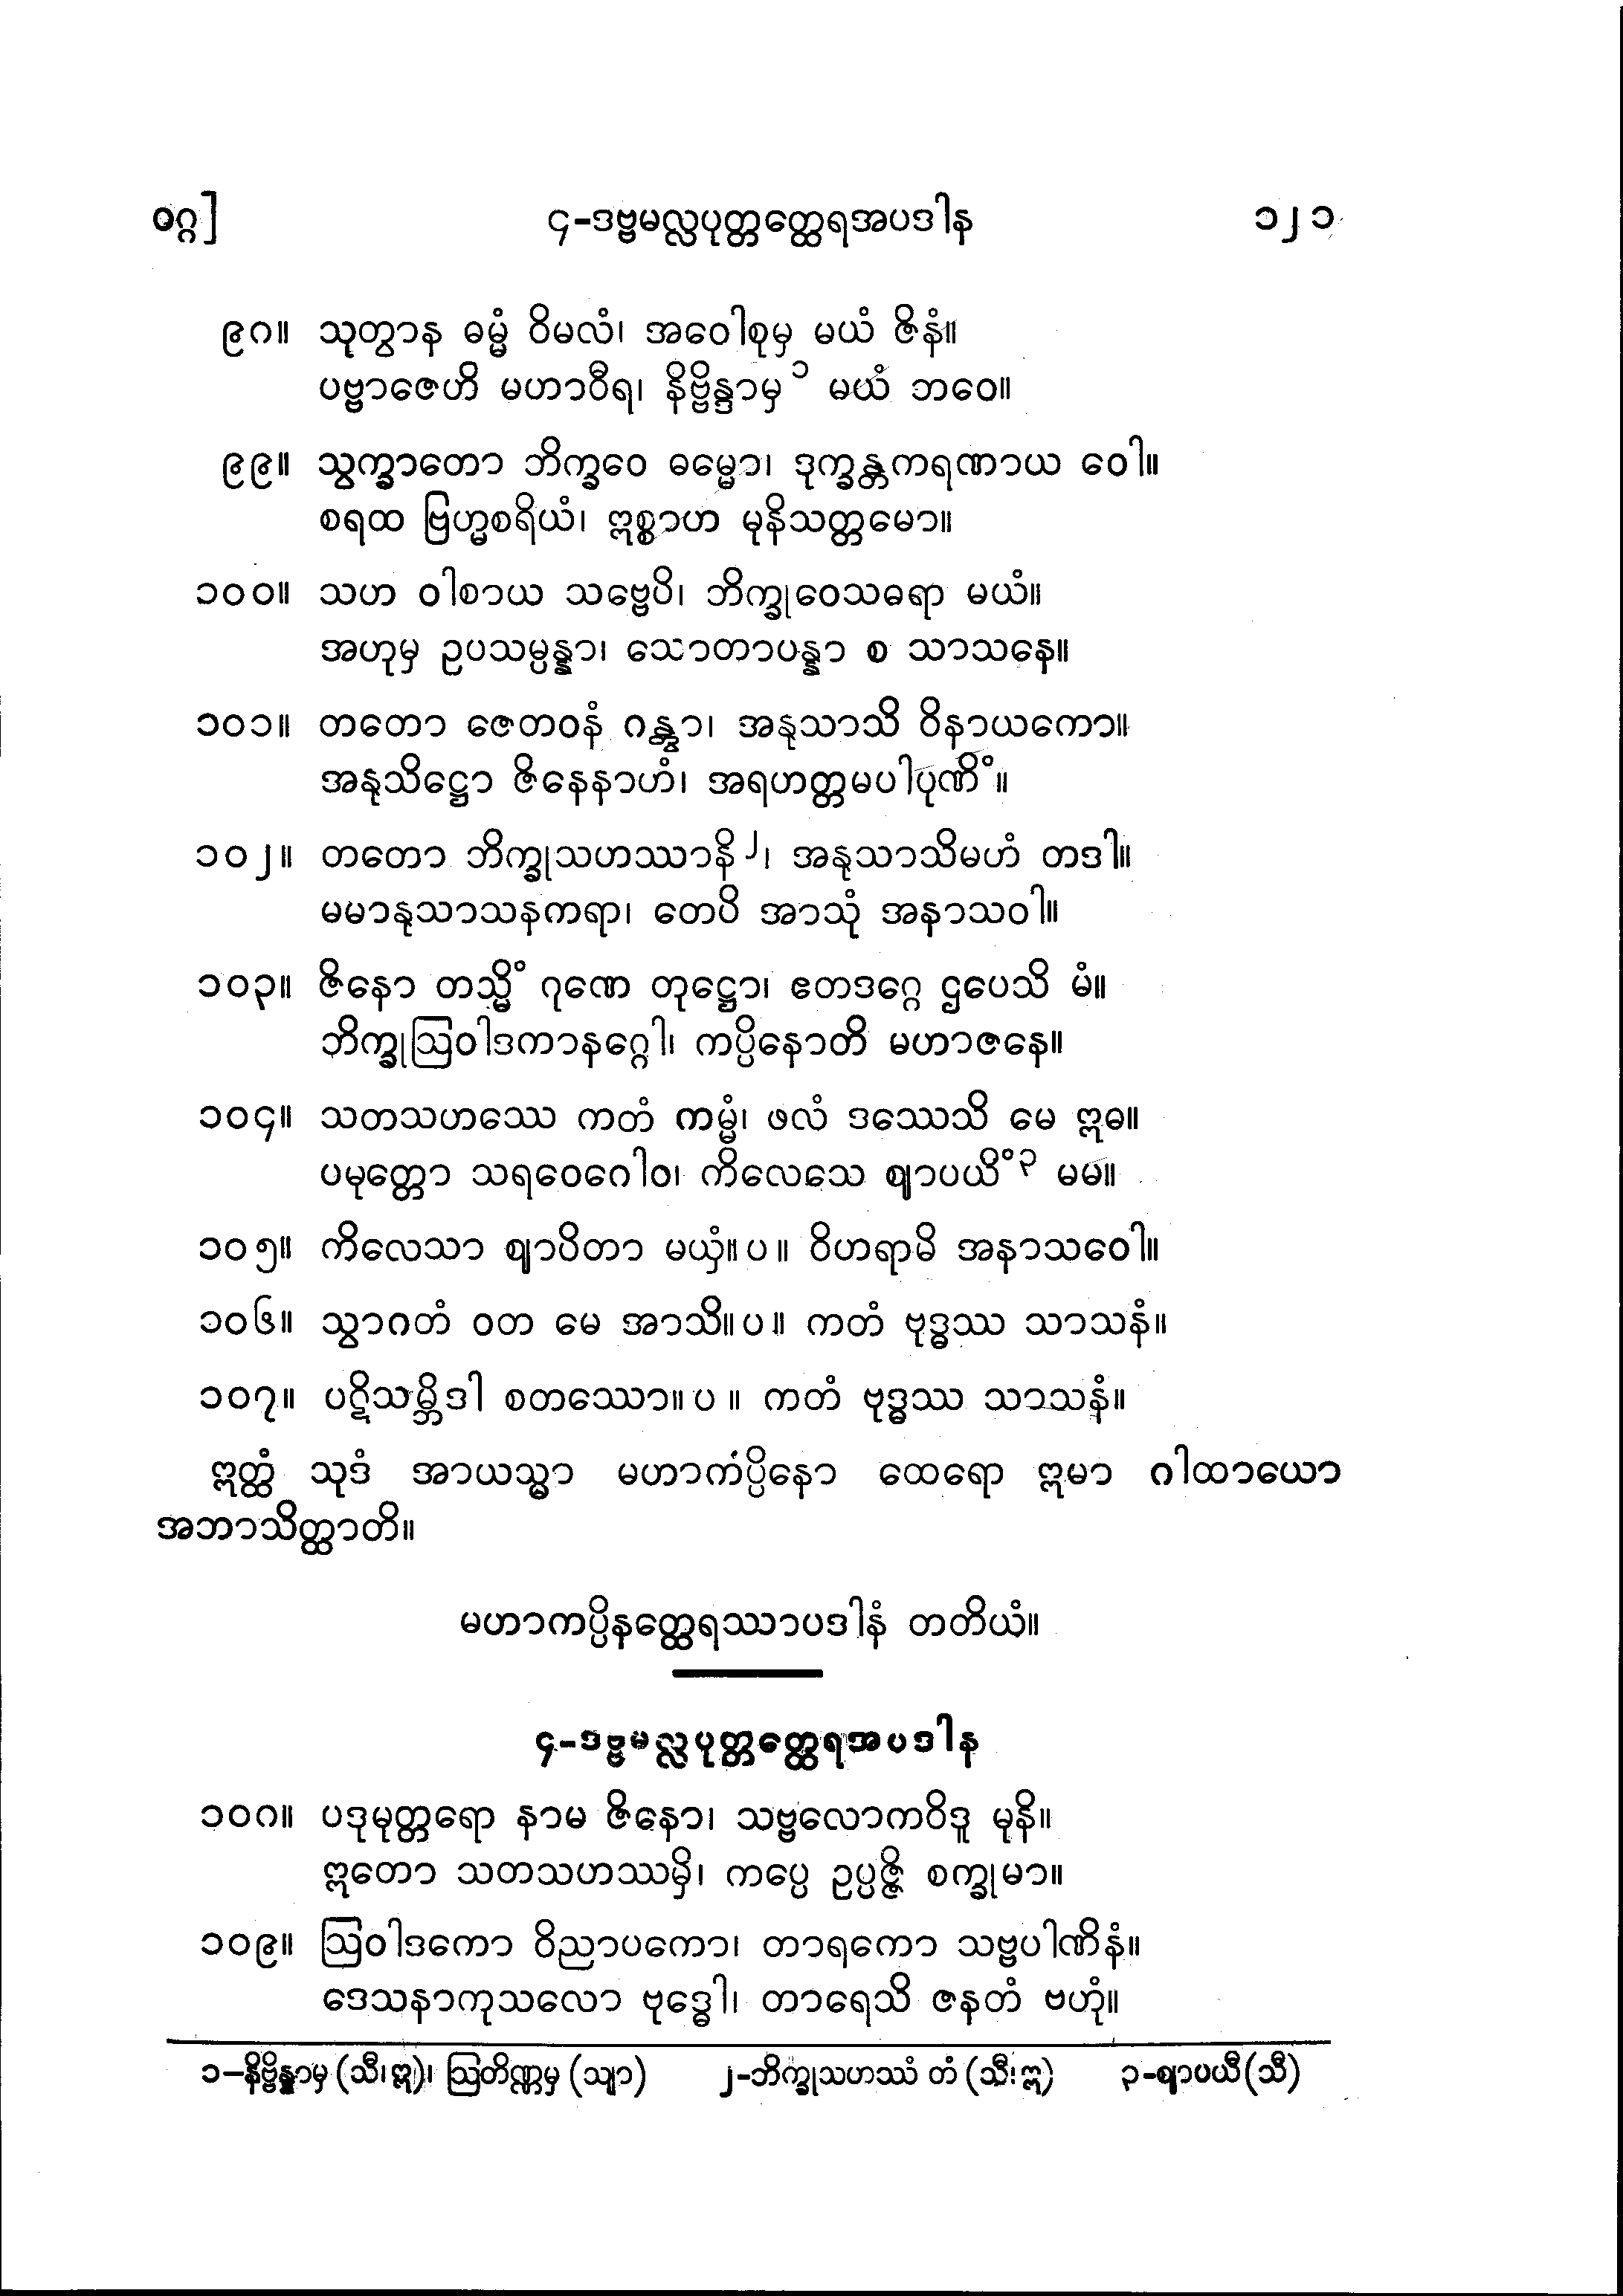 ဝဂ္ဂ] ၄-ဒဗ္ဗမလ္လပုတ္တတ္ထေရအပဒါန ၁၂၁
၉၈။ သုတွာန ဓမ္မံ ဝိမလံ၊ အဝေါစုမှ မယံ ဇိနံ။
ပဗ္ဗာဇေဟိ မဟာဝီရ၊ နိဗ္ဗိန္ဒာမှ ၁ မယံ ဘဝေ။
၉၉။ သွက္ခာတော ဘိက္ခဝေ ဓမ္မော၊ ဒုက္ခန္တကရဏာယ ဝေါ။
စရထ ဗြဟ္မစရိယံ၊ ဣစ္စာဟ မုနိသတ္တမော။
၁၀၀။ သဟ ဝါစာယ သဗ္ဗေပိ၊ ဘိက္ခုဝေသဓရာ မယံ။
အဟုမှ ဥပသမ္ပန္နာ၊ သောတာပန္နာ စ သာသနေ။
၁၀၁။ တတော ဇေတဝနံ ဂန္တွာ၊ အနုသာသိ ဝိနာယကော။
အနုသိဋ္ဌော ဇိနေနာဟံ၊ အရဟတ္တမပါပုဏိံ။
၁၀၂။ တတော ဘိက္ခုသဟဿာနိ ၂၊ အနုသာသိမဟံ တဒါ။
မမာနုသာသနကရာ၊ တေပိ အာသုံ အနာသဝါ။
၁၀၃။ ဇိနော တသ္မိံ ဂုဏေ တုဋ္ဌော၊ ဧတဒဂ္ဂေ ဌပေသိ မံ။
ဘိက္ခုဩဝါဒကာနဂ္ဂေါ၊ ကပ္ပိနောတိ မဟာဇနေ။
၁၀၄။ သတသဟဿေ ကတံ ကမ္မံ၊ ဖလံ ဒဿေသိ မေ ဣဓ။
ပမုတ္တော သရဝေဂေါဝ၊ ကိလေသေ ဈာပယိံ ၃ မမ။
၁၀၅။ ကိလေသာ ဈာပိတာ မယှံ။ ပ ။ ဝိဟရာမိ အနာသဝေါ။
၁၀၆။ သွာဂတံ ဝတ မေ အာသိ။ ပ ။ ကတံ ဗုဒ္ဓဿ သာသနံ။
၁၀၇။ ပဋိသမ္ဘိဒါ စတဿော။ ပ ။ ကတံ ဗုဒ္ဓဿ သာသနံ။
ဣတ္ထံ သုဒံ အာယသ္မာ မဟာကပ္ပိနော ထေရော ဣမာ ဂါထာယော
အဘာသိတ္ထာတိ။
မဟာကပ္ပိနတ္ထေရဿာပဒါနံ တတိယံ။
၄-ဒဗ္ဗမလ္လပုတ္တတ္ထေရအပဒါန
၁၀၈။ ပဒုမုတ္တရော နာမ ဇိနော၊ သဗ္ဗလောကဝိဒူ မုနိ။
ဣတော သတသဟဿမှိ၊ ကပ္ပေ ဥပ္ပဇ္ဇိ စက္ခုမာ။
၁၀၉။ ဩဝါဒကော ဝိညာပကော၊ တာရကော သဗ္ဗပါဏိနံ။
ဒေသနာကုသလော ဗုဒ္ဓေါ၊ တာရေသိ ဇနတံ ဗဟုံ။
၁-နိဗ္ဗိန္နာမှ (သီ၊ ဣ)၊ ဩတိဏ္ဏမှ (သျာ) ၂-ဘိက္ခုသဟဿံ တံ (သီ၊ ဣ) ၃-ဈာပယီ (သီ)